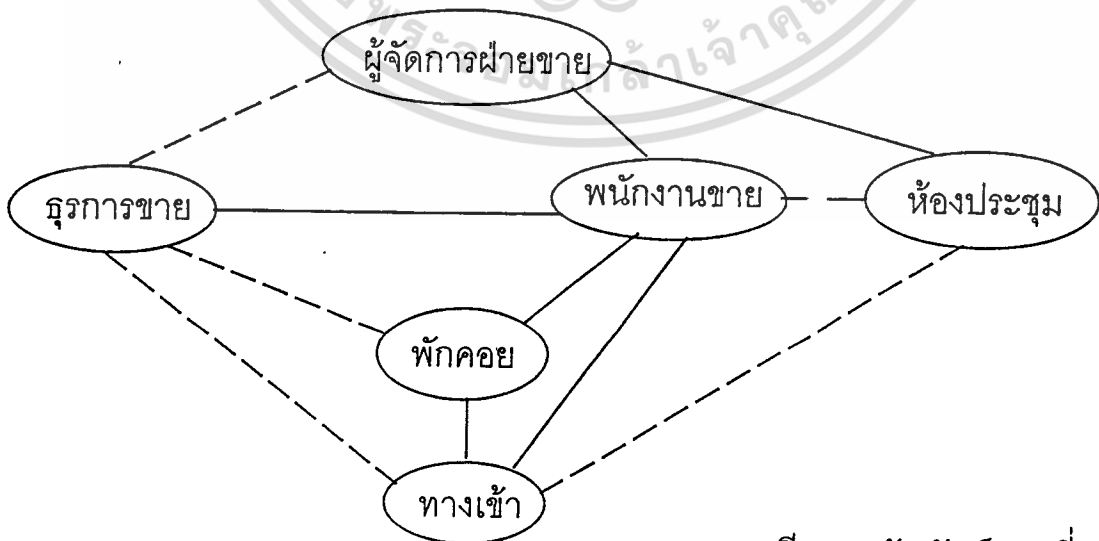 ผู้จัดการฝ่ายขาย
ธุรการขาย
พนักงานขาย
ห้องประชุม
พักคอย
ทางเข้า